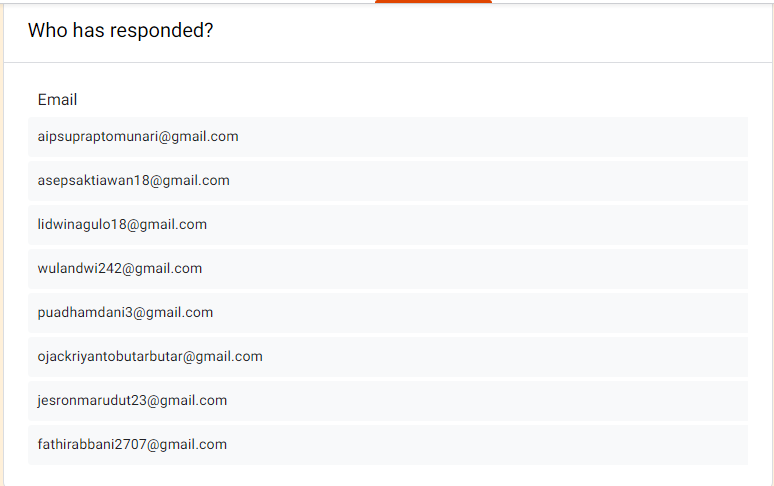 Who has responded?
Email
aipsupraptomunari@gmail.com
asepsaktiawan18@gmail.com
lidwinagulo18@gmail.com
wulandwi242@gmail.com
puadhamdani3@gmail.com
ojackriyantobutarbutar@gmail.com
jesronmarudut23@gmail.com
fathirabbani2707@gmail.com